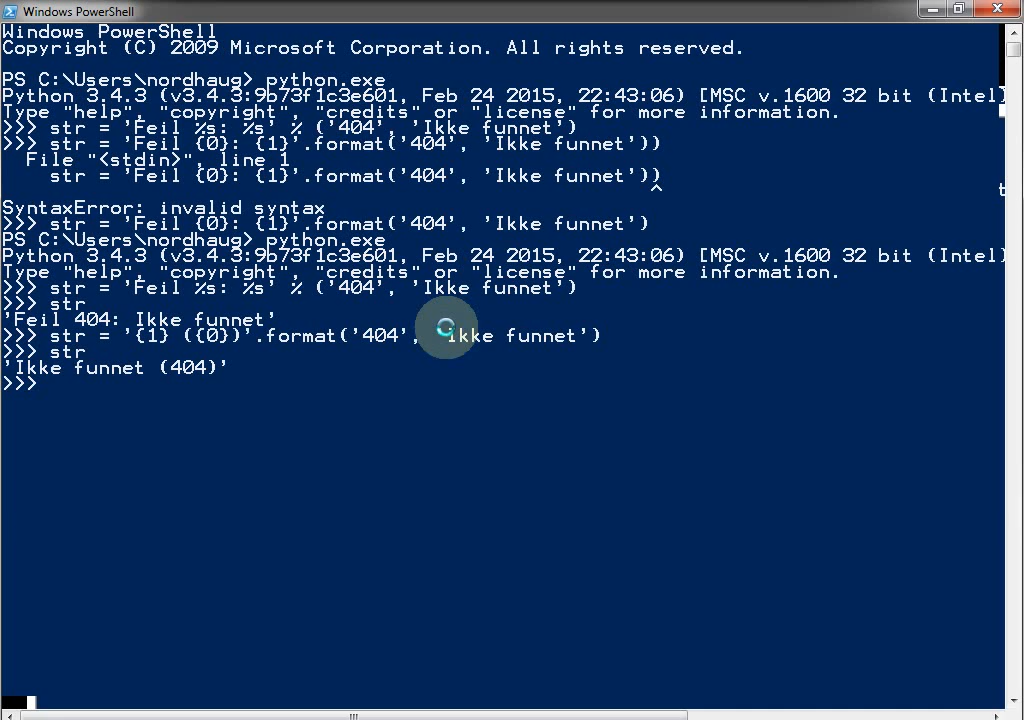 Windows PowerShell
Windows PowerShell
Copyright (C) 2009 Microsoft Corporation. All rights reserved.
PS C:\Users\nordhaug> python.exe
Python 3.4.3 (v3.4.3:9b73f1c3e601, Feb 24 2015, 22:43:06) [MSC v.1600 32 bit (Intel)
Type "help", "copyright", "credits" or "license" for more information.
>>> str = 'Feil %s: %s' % ('404', 'Ikke funnet')
>>> str = 'Feil {0}: {1}'.format('404', 'Ikke funnet'))
File "<stdin>", line 1
str = 'Feil {0}: {1}'.format('404', 'Ikke funnet'))
^
t
SyntaxError: invalid syntax
>>> str = 'Feil {0}: {1}'.format('404', 'Ikke funnet')
PS C:\Users\nordhaug> python.exe
Python 3.4.3 (v3.4.3:9b73f1c3e601, Feb 24 2015, 22:43:06) [MSC v.1600 32 bit (Intel)
Type "help", "copyright", "credits" or "license" for more information.
>>> str = 'Feil %s: %s' % ('404', 'Ikke funnet')
>>> str
'Feil 404: Ikke funnet'
>>> str = '{1} ({0})'.format('404', 'Ikke funnet')
>>> str
'Ikke funnet (404)'
>>>